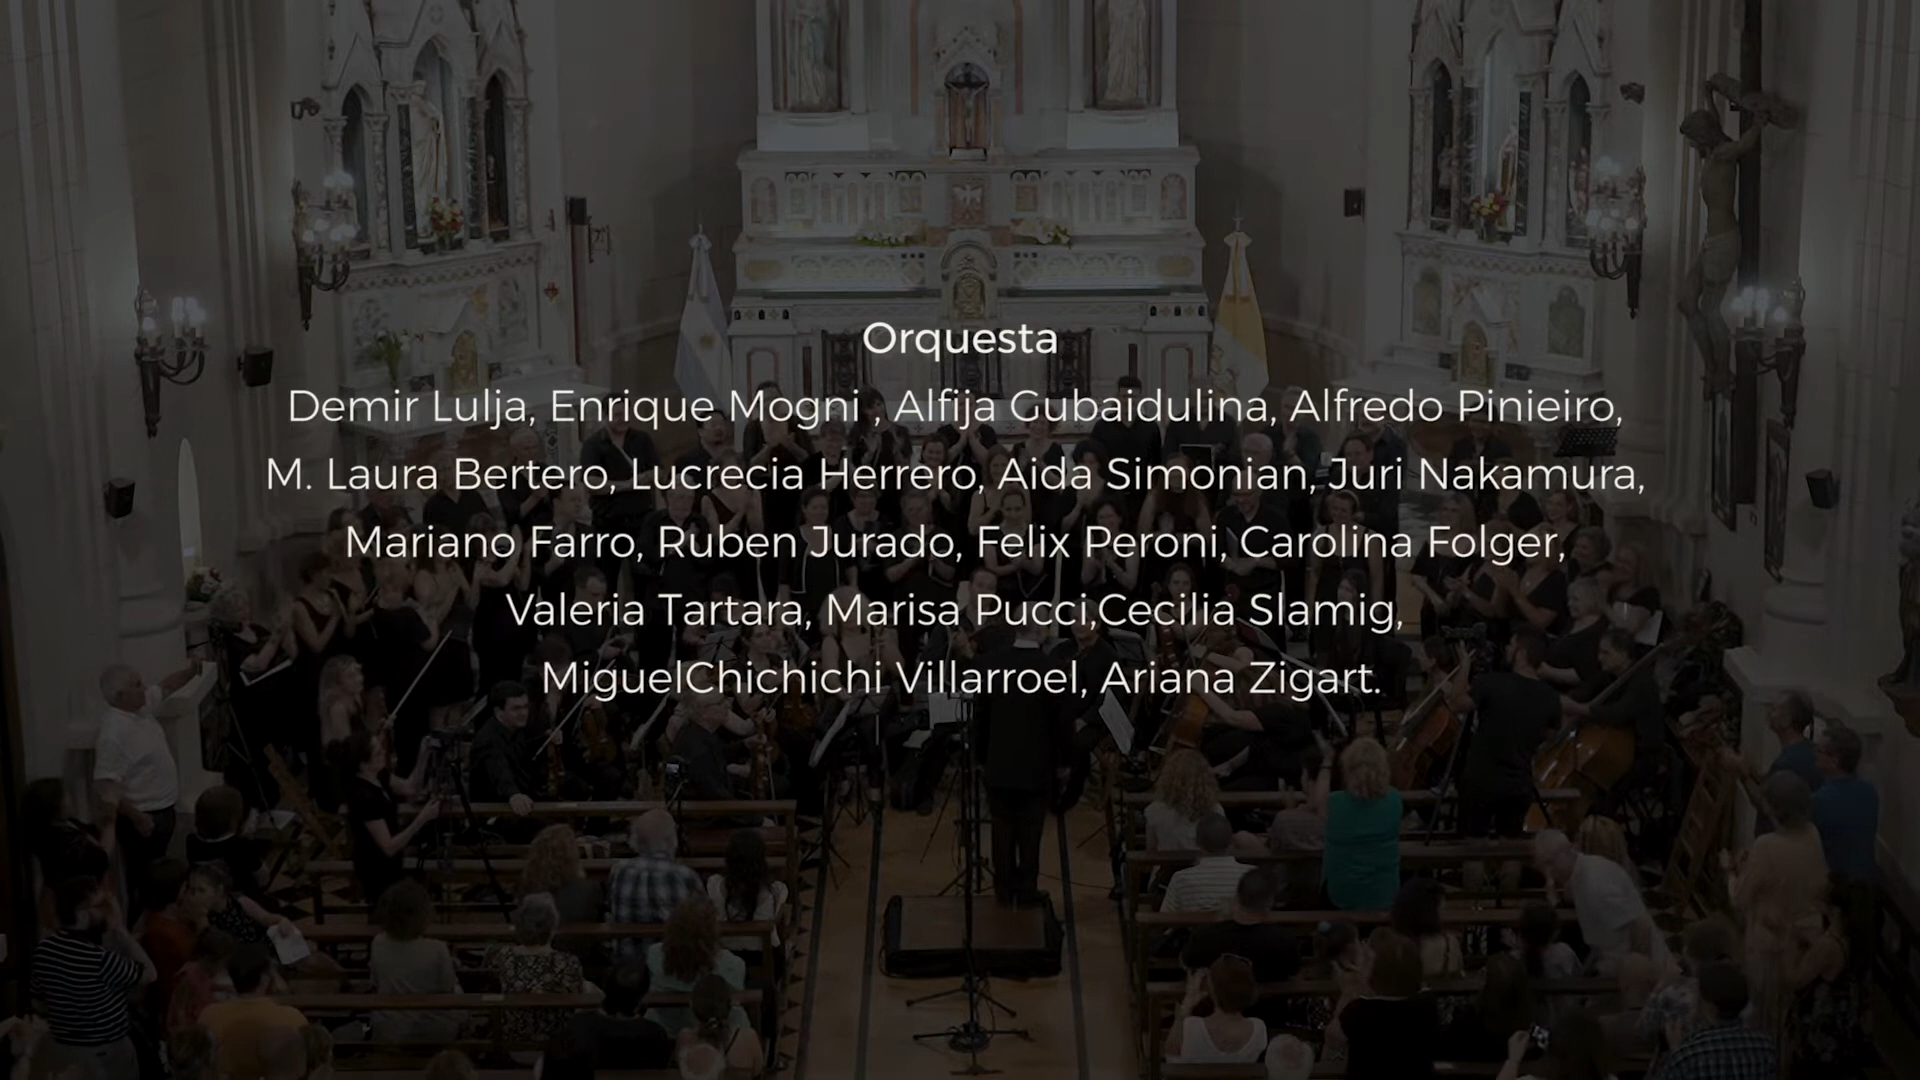 Orquesta
Demir Lulja, Enrique Mogni , Alfija Gubaidulina, Alfredo Pinieiro,
M. Laura Bertero, Lucrecia Herrero, Aida Simonian, Juri Nakamura,
Mariano Farro, Ruben Jurado, Felix Peroni, Carolina Folger,
Valeria Tartara, Marisa Pucci,Cecilia Slamig,
MiguelChichichi Villarroel, Ariana Zigart.